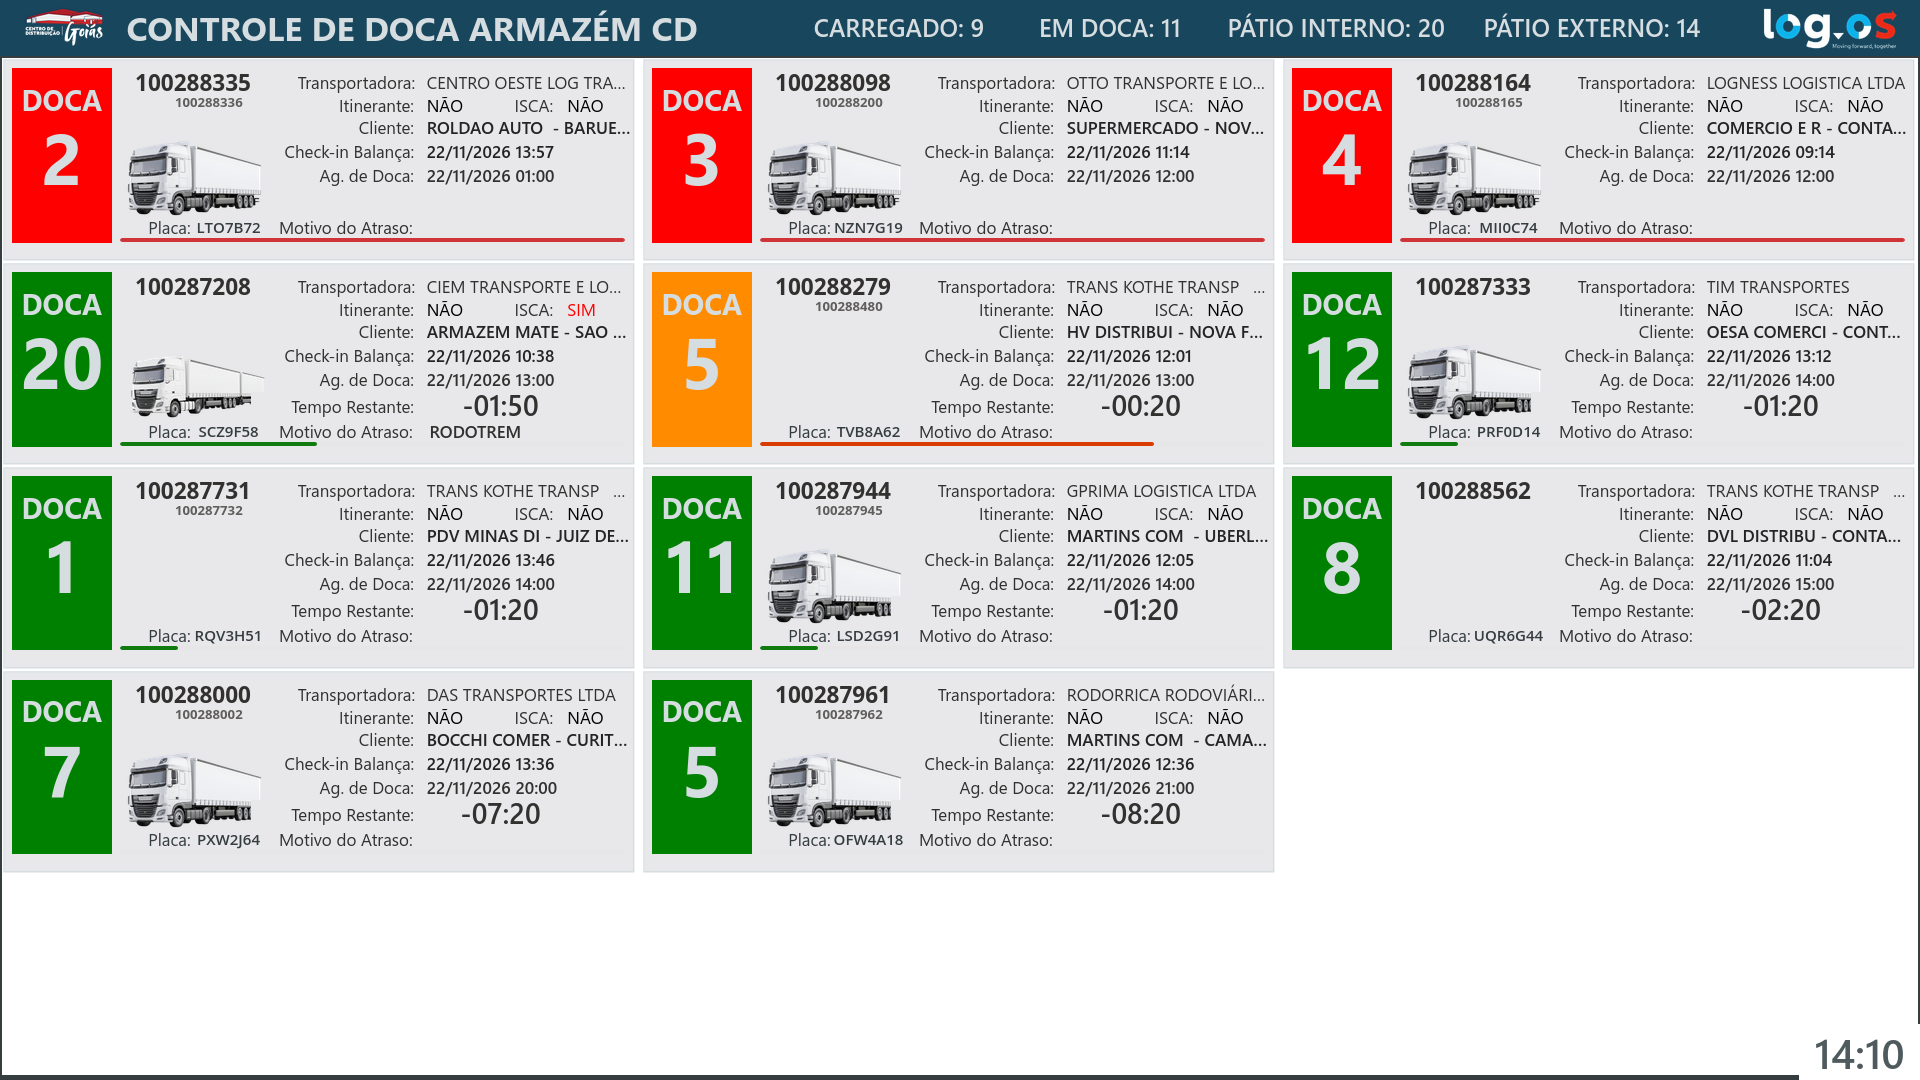 CENTRO DE DISTRIBUIÇÃO Goiás
CONTROLE DE DOCA ARMAZÉM CD
CARREGADO: 9 EM DOCA: 11 PÁTIO INTERNO: 20 PÁTIO EXTERNO: 14
log.os
Moving forward, together
DOCA
2
100288335
100288336
Transportadora: CENTRO OESTE LOG TRA...
Itinerante: NÃO ISCA: NÃO
Cliente: ROLDAO AUTO - BARUE...
Check-in Balança: 22/11/2026 13:57
Ag. de Doca: 22/11/2026 01:00
Placa: LTO7B72 Motivo do Atraso:
DOCA
3
100288098
100288200
Transportadora: OTTO TRANSPORTE E LO...
Itinerante: NÃO ISCA: NÃO
Cliente: SUPERMERCADO - NOV...
Check-in Balança: 22/11/2026 11:14
Ag. de Doca: 22/11/2026 12:00
Placa: NZN7G19 Motivo do Atraso:
DOCA
4
100288164
100288165
Transportadora: LOGNESS LOGISTICA LTDA
Itinerante: NÃO ISCA: NÃO
Cliente: COMERCIO E R - CONTA...
Check-in Balança: 22/11/2026 09:14
Ag. de Doca: 22/11/2026 12:00
Placa: MII0C74 Motivo do Atraso:
DOCA
20
100287208
Transportadora: CIEM TRANSPORTE E LO...
Itinerante: NÃO ISCA: SIM
Cliente: ARMAZEM MATE - SAO ...
Check-in Balança: 22/11/2026 10:38
Ag. de Doca: 22/11/2026 13:00
Tempo Restante: -01:50
Placa: SCZ9F58 Motivo do Atraso: RODOTREM
DOCA
5
100288279
100288480
Transportadora: TRANS KOTHE TRANSP ...
Itinerante: NÃO ISCA: NÃO
Cliente: HV DISTRIBUI - NOVA F...
Check-in Balança: 22/11/2026 12:01
Ag. de Doca: 22/11/2026 13:00
Tempo Restante: -00:20
Placa: TVB8A62 Motivo do Atraso:
DOCA
12
100287333
Transportadora: TIM TRANSPORTES
Itinerante: NÃO ISCA: NÃO
Cliente: OESA COMERCI - CONT...
Check-in Balança: 22/11/2026 13:12
Ag. de Doca: 22/11/2026 14:00
Tempo Restante: -01:20
Placa: PRF0D14 Motivo do Atraso:
DOCA
1
100287731
100287732
Transportadora: TRANS KOTHE TRANSP ...
Itinerante: NÃO ISCA: NÃO
Cliente: PDV MINAS DI - JUIZ DE...
Check-in Balança: 22/11/2026 13:46
Ag. de Doca: 22/11/2026 14:00
Tempo Restante: -01:20
Placa: RQV3H51 Motivo do Atraso:
DOCA
11
100287944
100287945
Transportadora: GPRIMA LOGISTICA LTDA
Itinerante: NÃO ISCA: NÃO
Cliente: MARTINS COM - UBERL...
Check-in Balança: 22/11/2026 12:05
Ag. de Doca: 22/11/2026 14:00
Tempo Restante: -01:20
Placa: LSD2G91 Motivo do Atraso:
DOCA
8
100288562
Transportadora: TRANS KOTHE TRANSP ...
Itinerante: NÃO ISCA: NÃO
Cliente: DVL DISTRIBU - CONTA...
Check-in Balança: 22/11/2026 11:04
Ag. de Doca: 22/11/2026 15:00
Tempo Restante: -02:20
Placa: UQR6G44 Motivo do Atraso:
DOCA
7
100288000
100288002
Transportadora: DAS TRANSPORTES LTDA
Itinerante: NÃO ISCA: NÃO
Cliente: BOCCHI COMER - CURIT...
Check-in Balança: 22/11/2026 13:36
Ag. de Doca: 22/11/2026 20:00
Tempo Restante: -07:20
Placa: PXW2J64 Motivo do Atraso:
DOCA
5
100287961
100287962
Transportadora: RODORRICA RODOVIÁRI...
Itinerante: NÃO ISCA: NÃO
Cliente: MARTINS COM - CAMA...
Check-in Balança: 22/11/2026 12:36
Ag. de Doca: 22/11/2026 21:00
Tempo Restante: -08:20
Placa: OFW4A18 Motivo do Atraso:
14:10